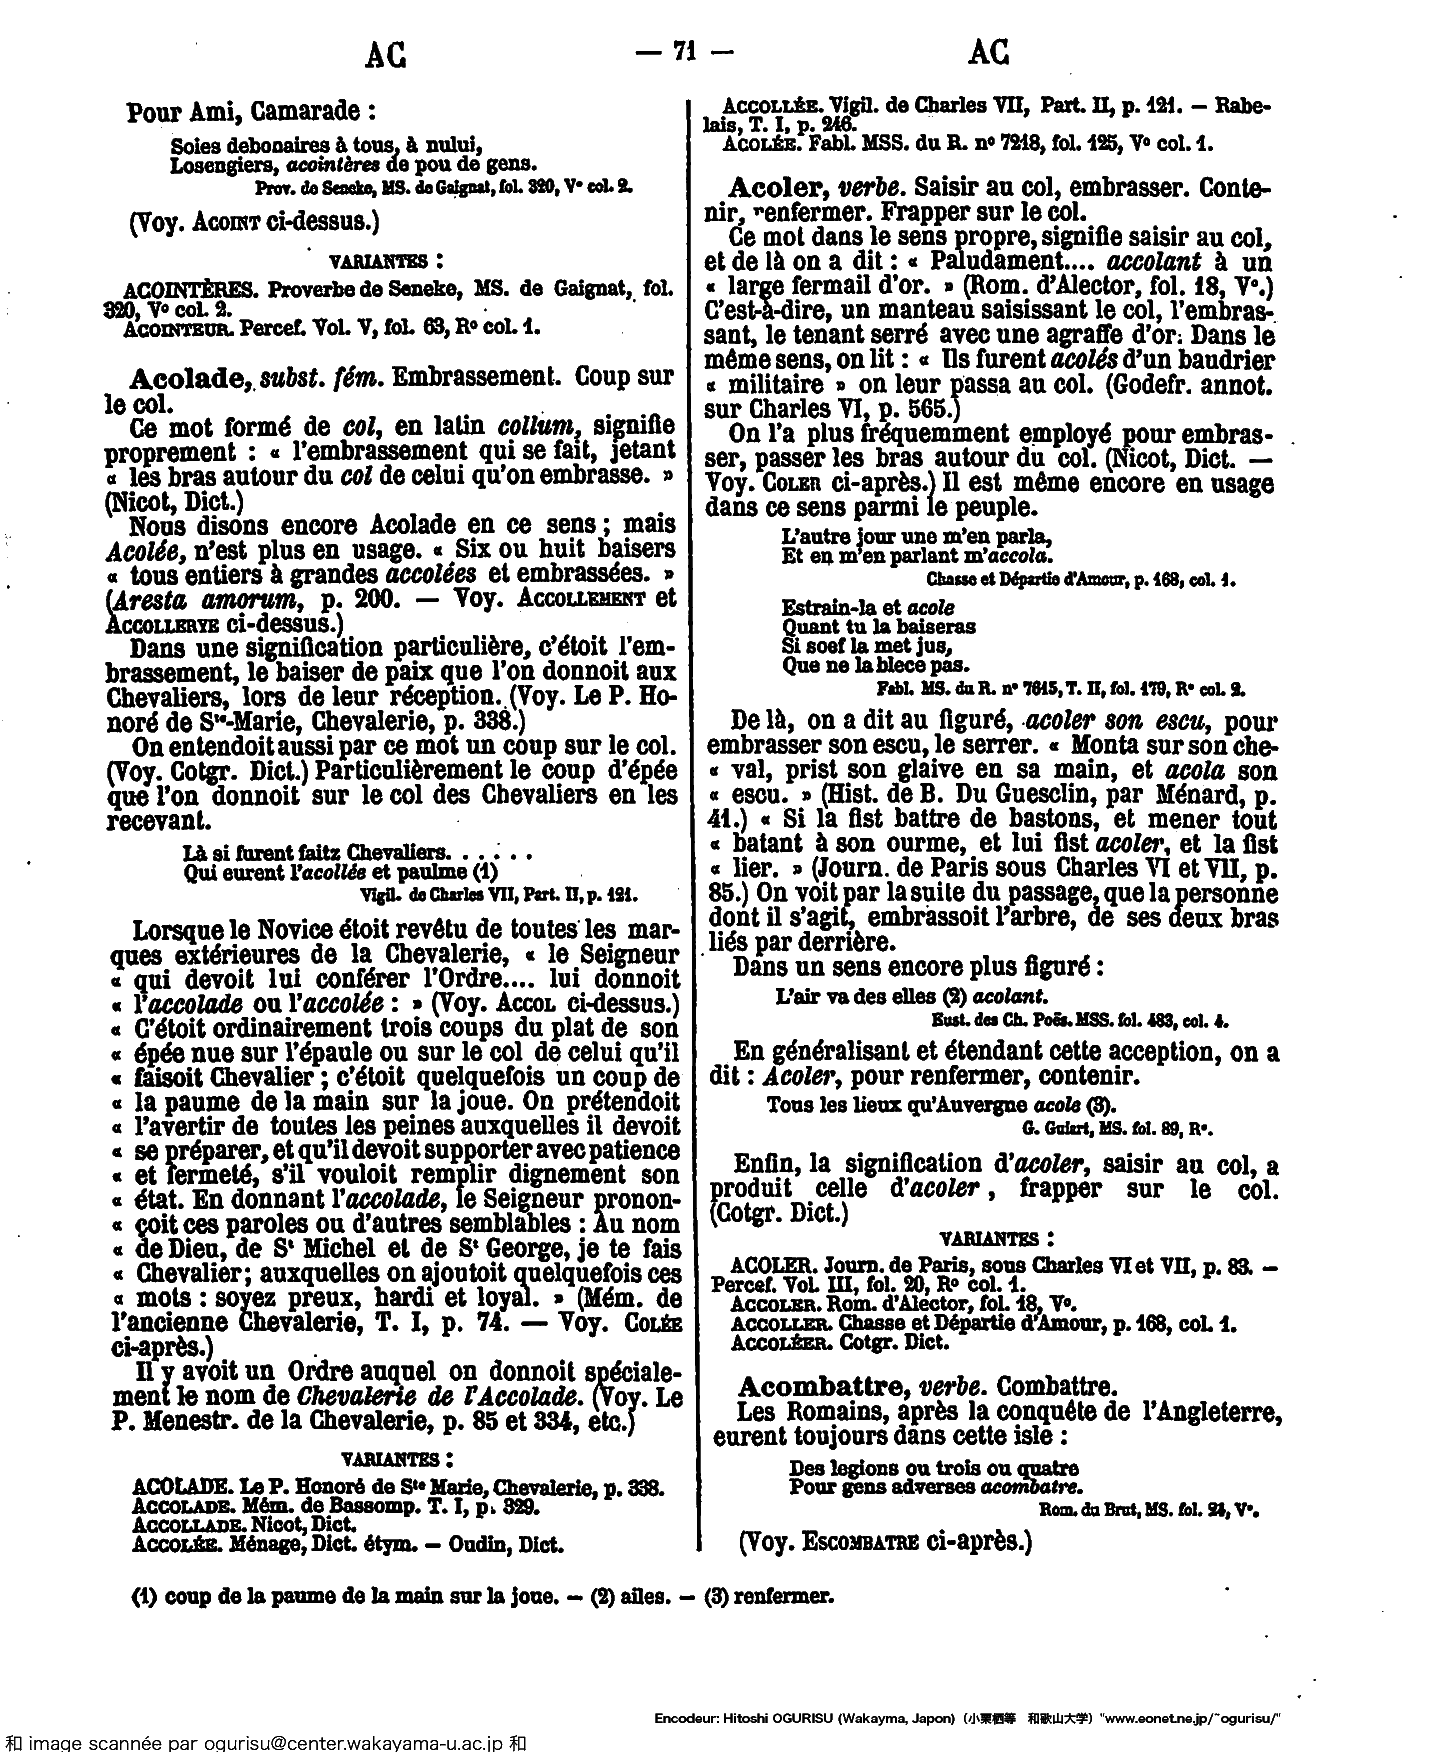 AC
— 71 —
AC
Pour Ami, Camarade :
Soies debonaires à tous, à nului,
Losengiers, acointères de pou de gens.
Prov. de Seneke, MS. de Gaignat, fol. 320, V° col. 2.
(Voy. ACOINT ci-dessus.)
VARIANTES :
ACOINTÈRES. Proverbe de Seneke, MS. de Gaignat, fol.
320, V° col. 2.
ACOINTEUR. Percef. Vol. V, fol. 63, R° col. 1.
Acolade, subst. fém. Embrassement. Coup sur
le col.
Ce mot formé de col, en latin collum, signifie
proprement : « l'embrassement qui se fait, jetant
« les bras autour du col de celui qu'on embrasse. »
(Nicot, Dict.)
Nous disons encore Acolade en ce sens ; mais
Acolée, n'est plus en usage. « Six ou huit baisers
« tous entiers à grandes accolées et embrassées. »
(Aresta amorum, p. 200. — Voy. ACCOLLEMENT et
ACCOLLERYE ci-dessus.)
Dans une signification particulière, c'étoit l'em-
brassement, le baiser de paix que l'on donnoit aux
Chevaliers, lors de leur réception. (Voy. Le P. Ho-
noré de Ste-Marie, Chevalerie, p. 338.)
On entendoit aussi par ce mot un coup sur le col.
(Voy. Cotgr. Dict.) Particulièrement le coup d'épée
que l'on donnoit sur le col des Chevaliers en les
recevant.
Là si furent faitz Chevaliers. . . . . .
Qui eurent l'acollée et paulme (1)
Vigil. de Charles VII, Part. II, p. 121.
Lorsque le Novice étoit revêtu de toutes les mar-
ques extérieures de la Chevalerie, « le Seigneur
« qui devoit lui conférer l'Ordre.... lui donnoit
« l'accolade ou l'accolée : » (Voy. ACCOL ci-dessus.)
« C'étoit ordinairement trois coups du plat de son
« épée nue sur l'épaule ou sur le col de celui qu'il
« faisoit Chevalier ; c'étoit quelquefois un coup de
« la paume de la main sur la joue. On prétendoit
« l'avertir de toutes les peines auxquelles il devoit
« se préparer, et qu'il devoit supporter avec patience
« et fermeté, s'il vouloit remplir dignement son
« état. En donnant l'accolade, le Seigneur pronon-
« çoit ces paroles ou d'autres semblables : Au nom
« de Dieu, de St Michel et de St George, je te fais
« Chevalier ; auxquelles on ajoutoit quelquefois ces
« mots : soyez preux, hardi et loyal. » (Mém. de
l'ancienne Chevalerie, T. I, p. 74. — Voy. COLÉE
ci-après.)
Il y avoit un Ordre auquel on donnoit spéciale-
ment le nom de Chevalerie de l'Accolade. (Voy. Le
P. Menestr. de la Chevalerie, p. 85 et 334, etc.)
VARIANTES :
ACOLADE. Le P. Honoré de Ste Marie, Chevalerie, p. 338.
ACCOLADE. Mém. de Bassomp. T. I, p. 329.
ACCOLLADE. Nicot, Dict.
ACCOLÉE. Ménage, Dict. étym. — Oudin, Dict.
ACCOLLÉE. Vigil. de Charles VII, Part. II, p. 121. — Rabe-
lais, T. I, p. 246.
ACOLÉE. Fabl. MSS. du R. n° 7218, fol. 125, V° col. 1.
Acoler, verbe. Saisir au col, embrasser. Conte-
nir, renfermer. Frapper sur le col.
Ce mot dans le sens propre, signifie saisir au col,
et de là on a dit : « Paludament.... accolant à un
« large fermail d'or. » (Rom. d'Alector, fol. 18, V°.)
C'est-à-dire, un manteau saisissant le col, l'embras-
sant, le tenant serré avec une agraffe d'or. Dans le
même sens, on lit : « Ils furent acolés d'un baudrier
« militaire » on leur passa au col. (Godefr. annot.
sur Charles VI, p. 565.)
On l'a plus fréquemment employé pour embras-
ser, passer les bras autour du col. (Nicot, Dict. —
Voy. COLER ci-après.) Il est même encore en usage
dans ce sens parmi le peuple.
L'autre jour une m'en parla,
Et en m'en parlant m'accola.
Chasse et Départie d'Amour, p. 168, col. 1.
Estrain-la et acole
Quant tu la baiseras
Si soef la met jus,
Que ne la blece pas.
Fabl. MS. du R. n° 7615, T. II, fol. 179, R° col. 2.
De là, on a dit au figuré, acoler son escu, pour
embrasser son escu, le serrer. « Monta sur son che-
« val, prist son glaive en sa main, et acola son
« escu. » (Hist. de B. Du Guesclin, par Ménard, p.
41.) « Si la fist battre de bastons, et mener tout
« batant à son ourme, et lui fist acoler, et la fist
« lier. » (Journ. de Paris sous Charles VI et VII, p.
85.) On voit par la suite du passage, que la personne
dont il s'agit, embrassoit l'arbre, de ses deux bras
liés par derrière.
Dans un sens encore plus figuré :
L'air va des elles (2) acolant.
Eust. des Ch. Poës. MSS. fol. 483, col. 4.
En généralisant et étendant cette acception, on a
dit : Acoler, pour renfermer, contenir.
Tous les lieux qu'Auvergne acole (3).
G. Guiart, MS. fol. 89, R°.
Enfin, la signification d'acoler, saisir au col, a
produit celle d'acoler, frapper sur le col.
(Cotgr. Dict.)
VARIANTES :
ACOLER. Journ. de Paris, sous Charles VI et VII, p. 83. —
Percef. Vol. III, fol. 20, R° col. 1.
ACCOLER. Rom. d'Alector, fol. 18, V°.
ACCOLLER. Chasse et Départie d'Amour, p. 168, col. 1.
ACCOLÉER. Cotgr. Dict.
Acombattre, verbe. Combattre.
Les Romains, après la conquête de l'Angleterre,
eurent toujours dans cette isle :
Des legions ou trois ou quatre
Pour gens adverses acombatre.
Rom. du Brut, MS. fol. 24, V°.
(Voy. ESCOMBATRE ci-après.)
(1) coup de la paume de la main sur la joue. — (2) ailes. — (3) renfermer.
Encodeur: Hitoshi OGURISU (Wakayma, Japon)（小栗栖等　和歌山大学）"www.eonet.ne.jp/~ogurisu/"
和 image scannée par ogurisu@center.wakayama-u.ac.jp 和